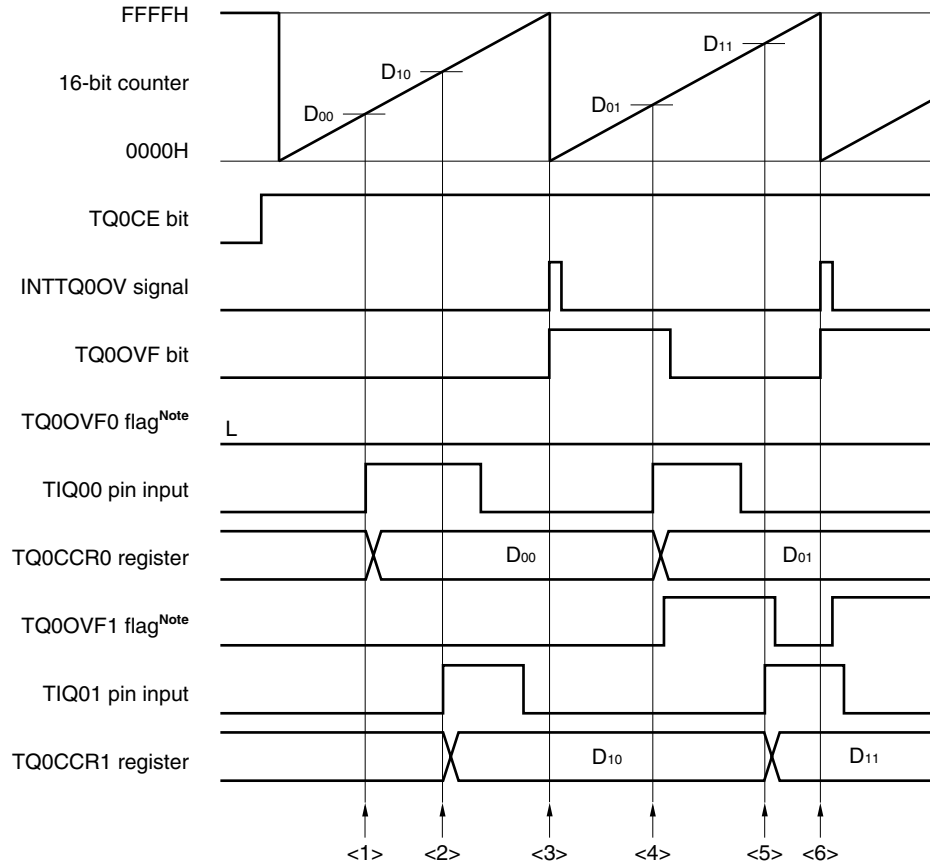 FFFFH
16-bit counter
0000H
D00
D10
D01
D11
TQ0CE bit
INTTQ0OV signal
TQ0OVF bit
TQ0OVF0 flagNote
L
TIQ00 pin input
TQ0CCR0 register
D00
D01
TQ0OVF1 flagNote
TIQ01 pin input
TQ0CCR1 register
D10
D11
<1> <2> <3> <4> <5> <6>